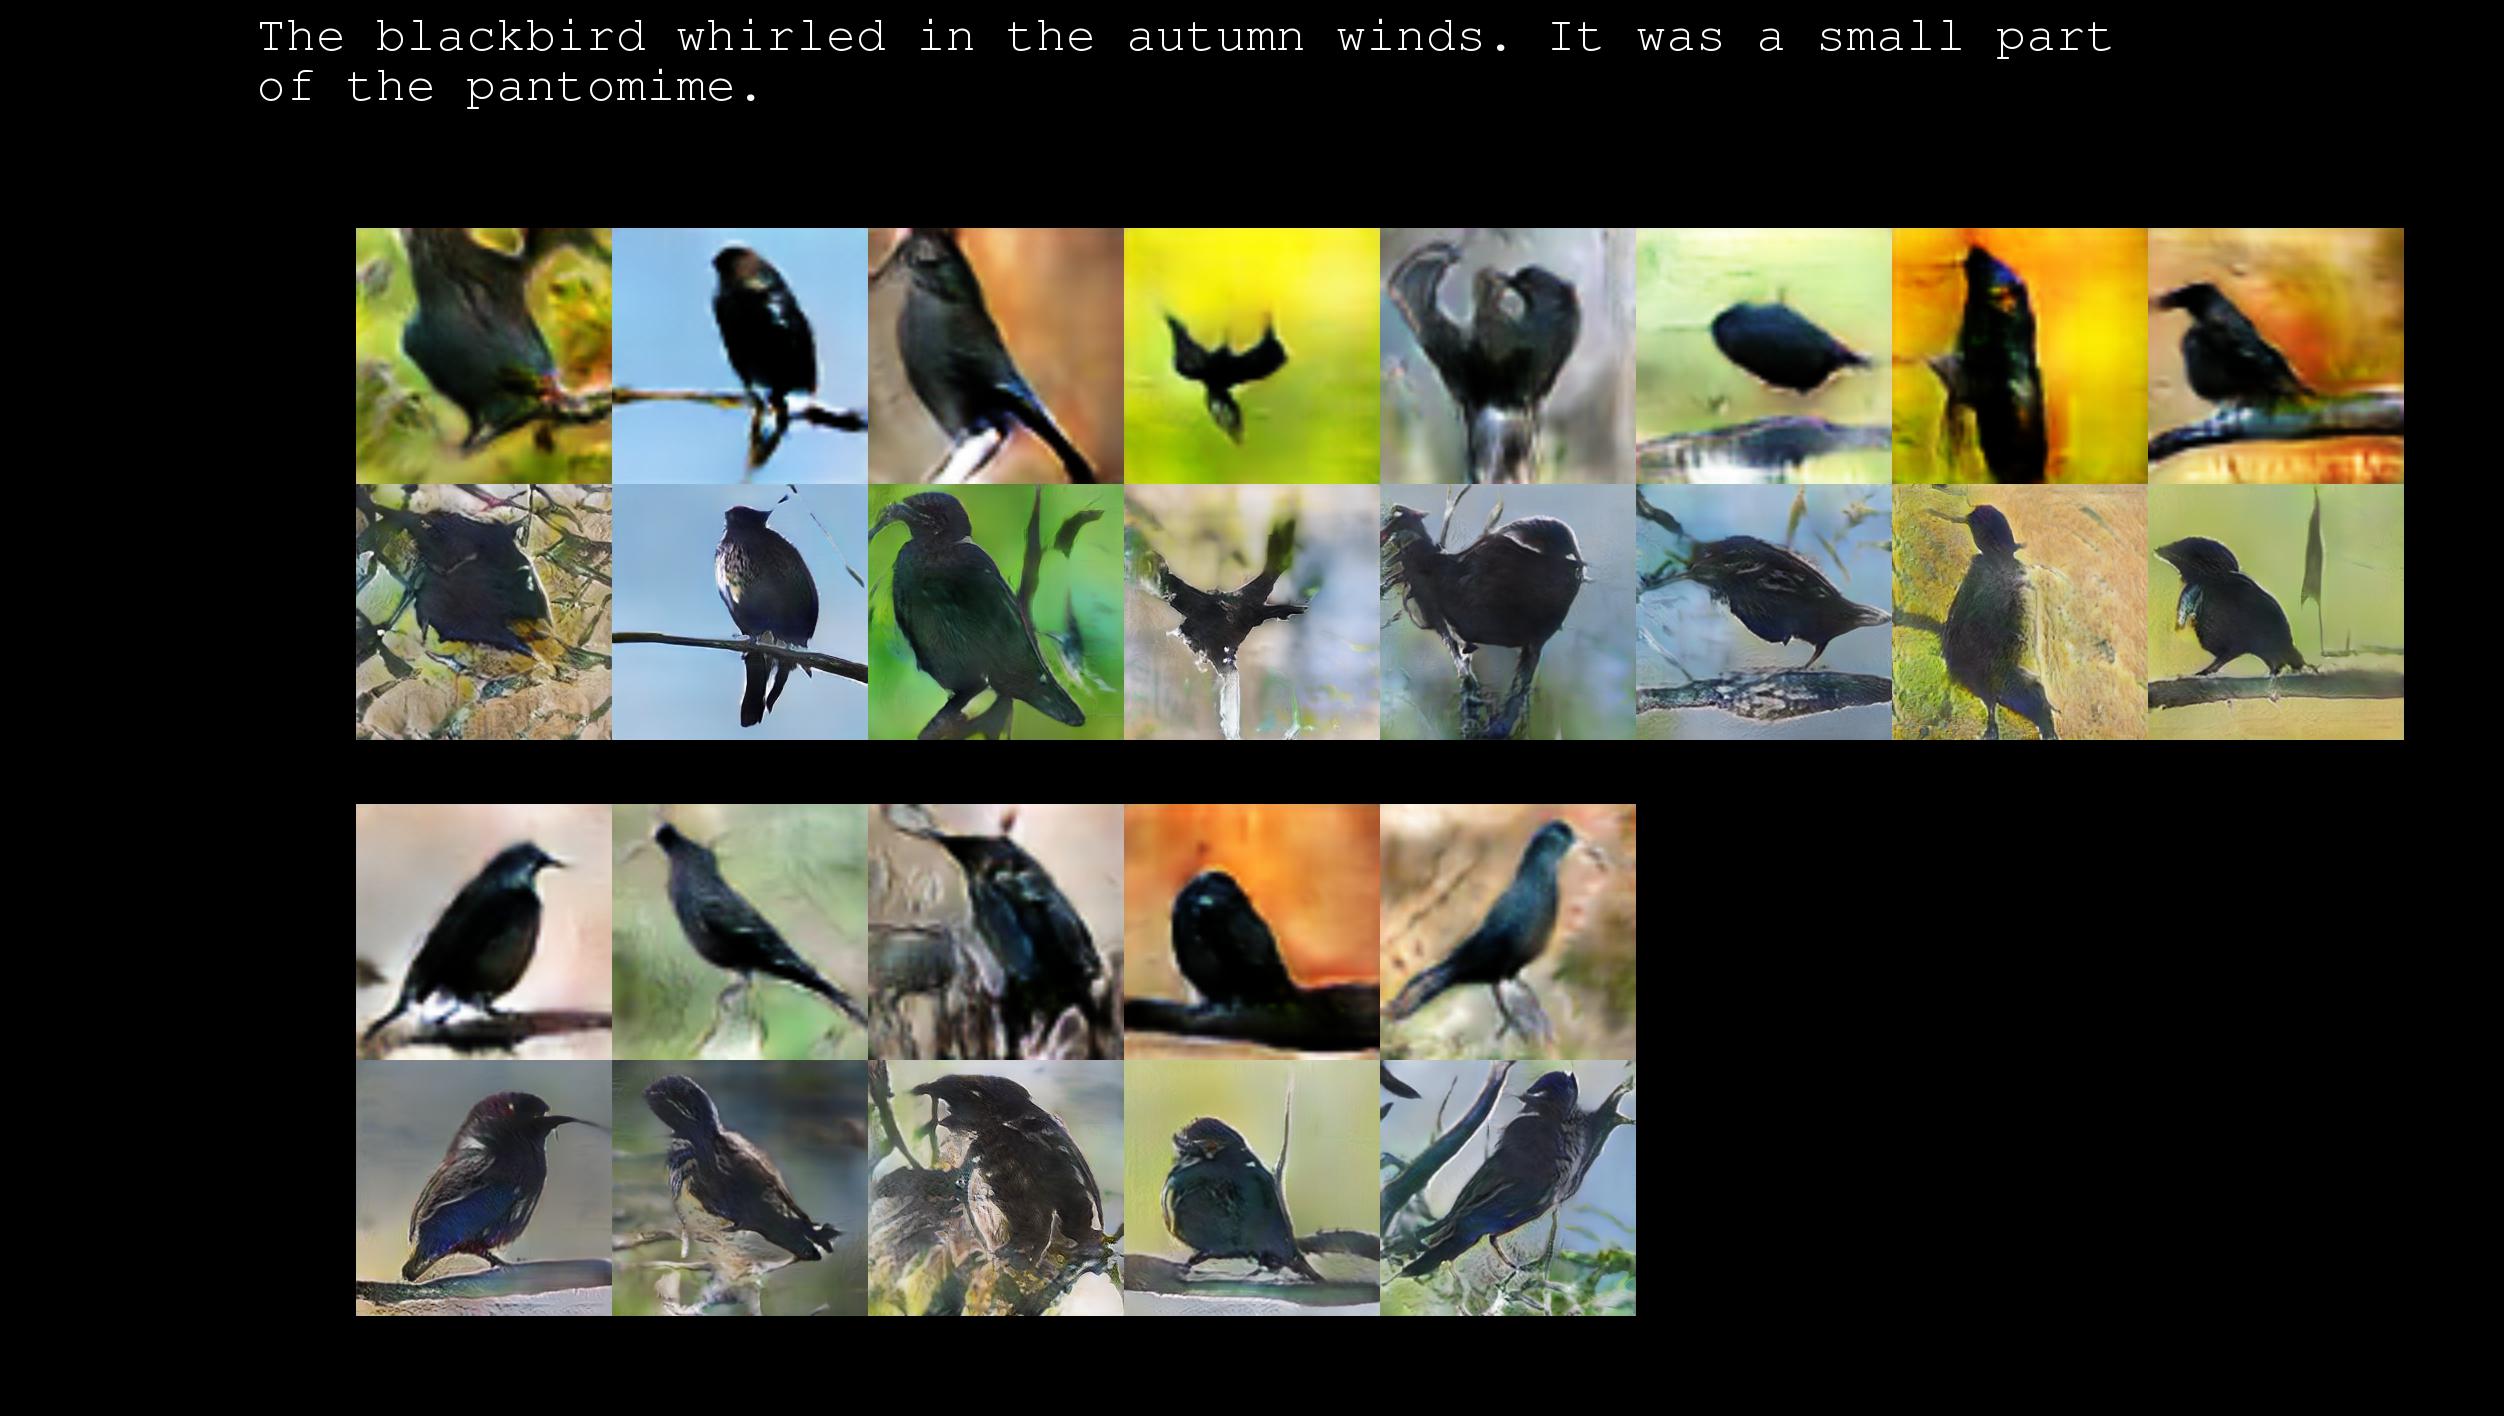 The blackbird whirled in the autumn winds. It was a small part
of the pantomime.